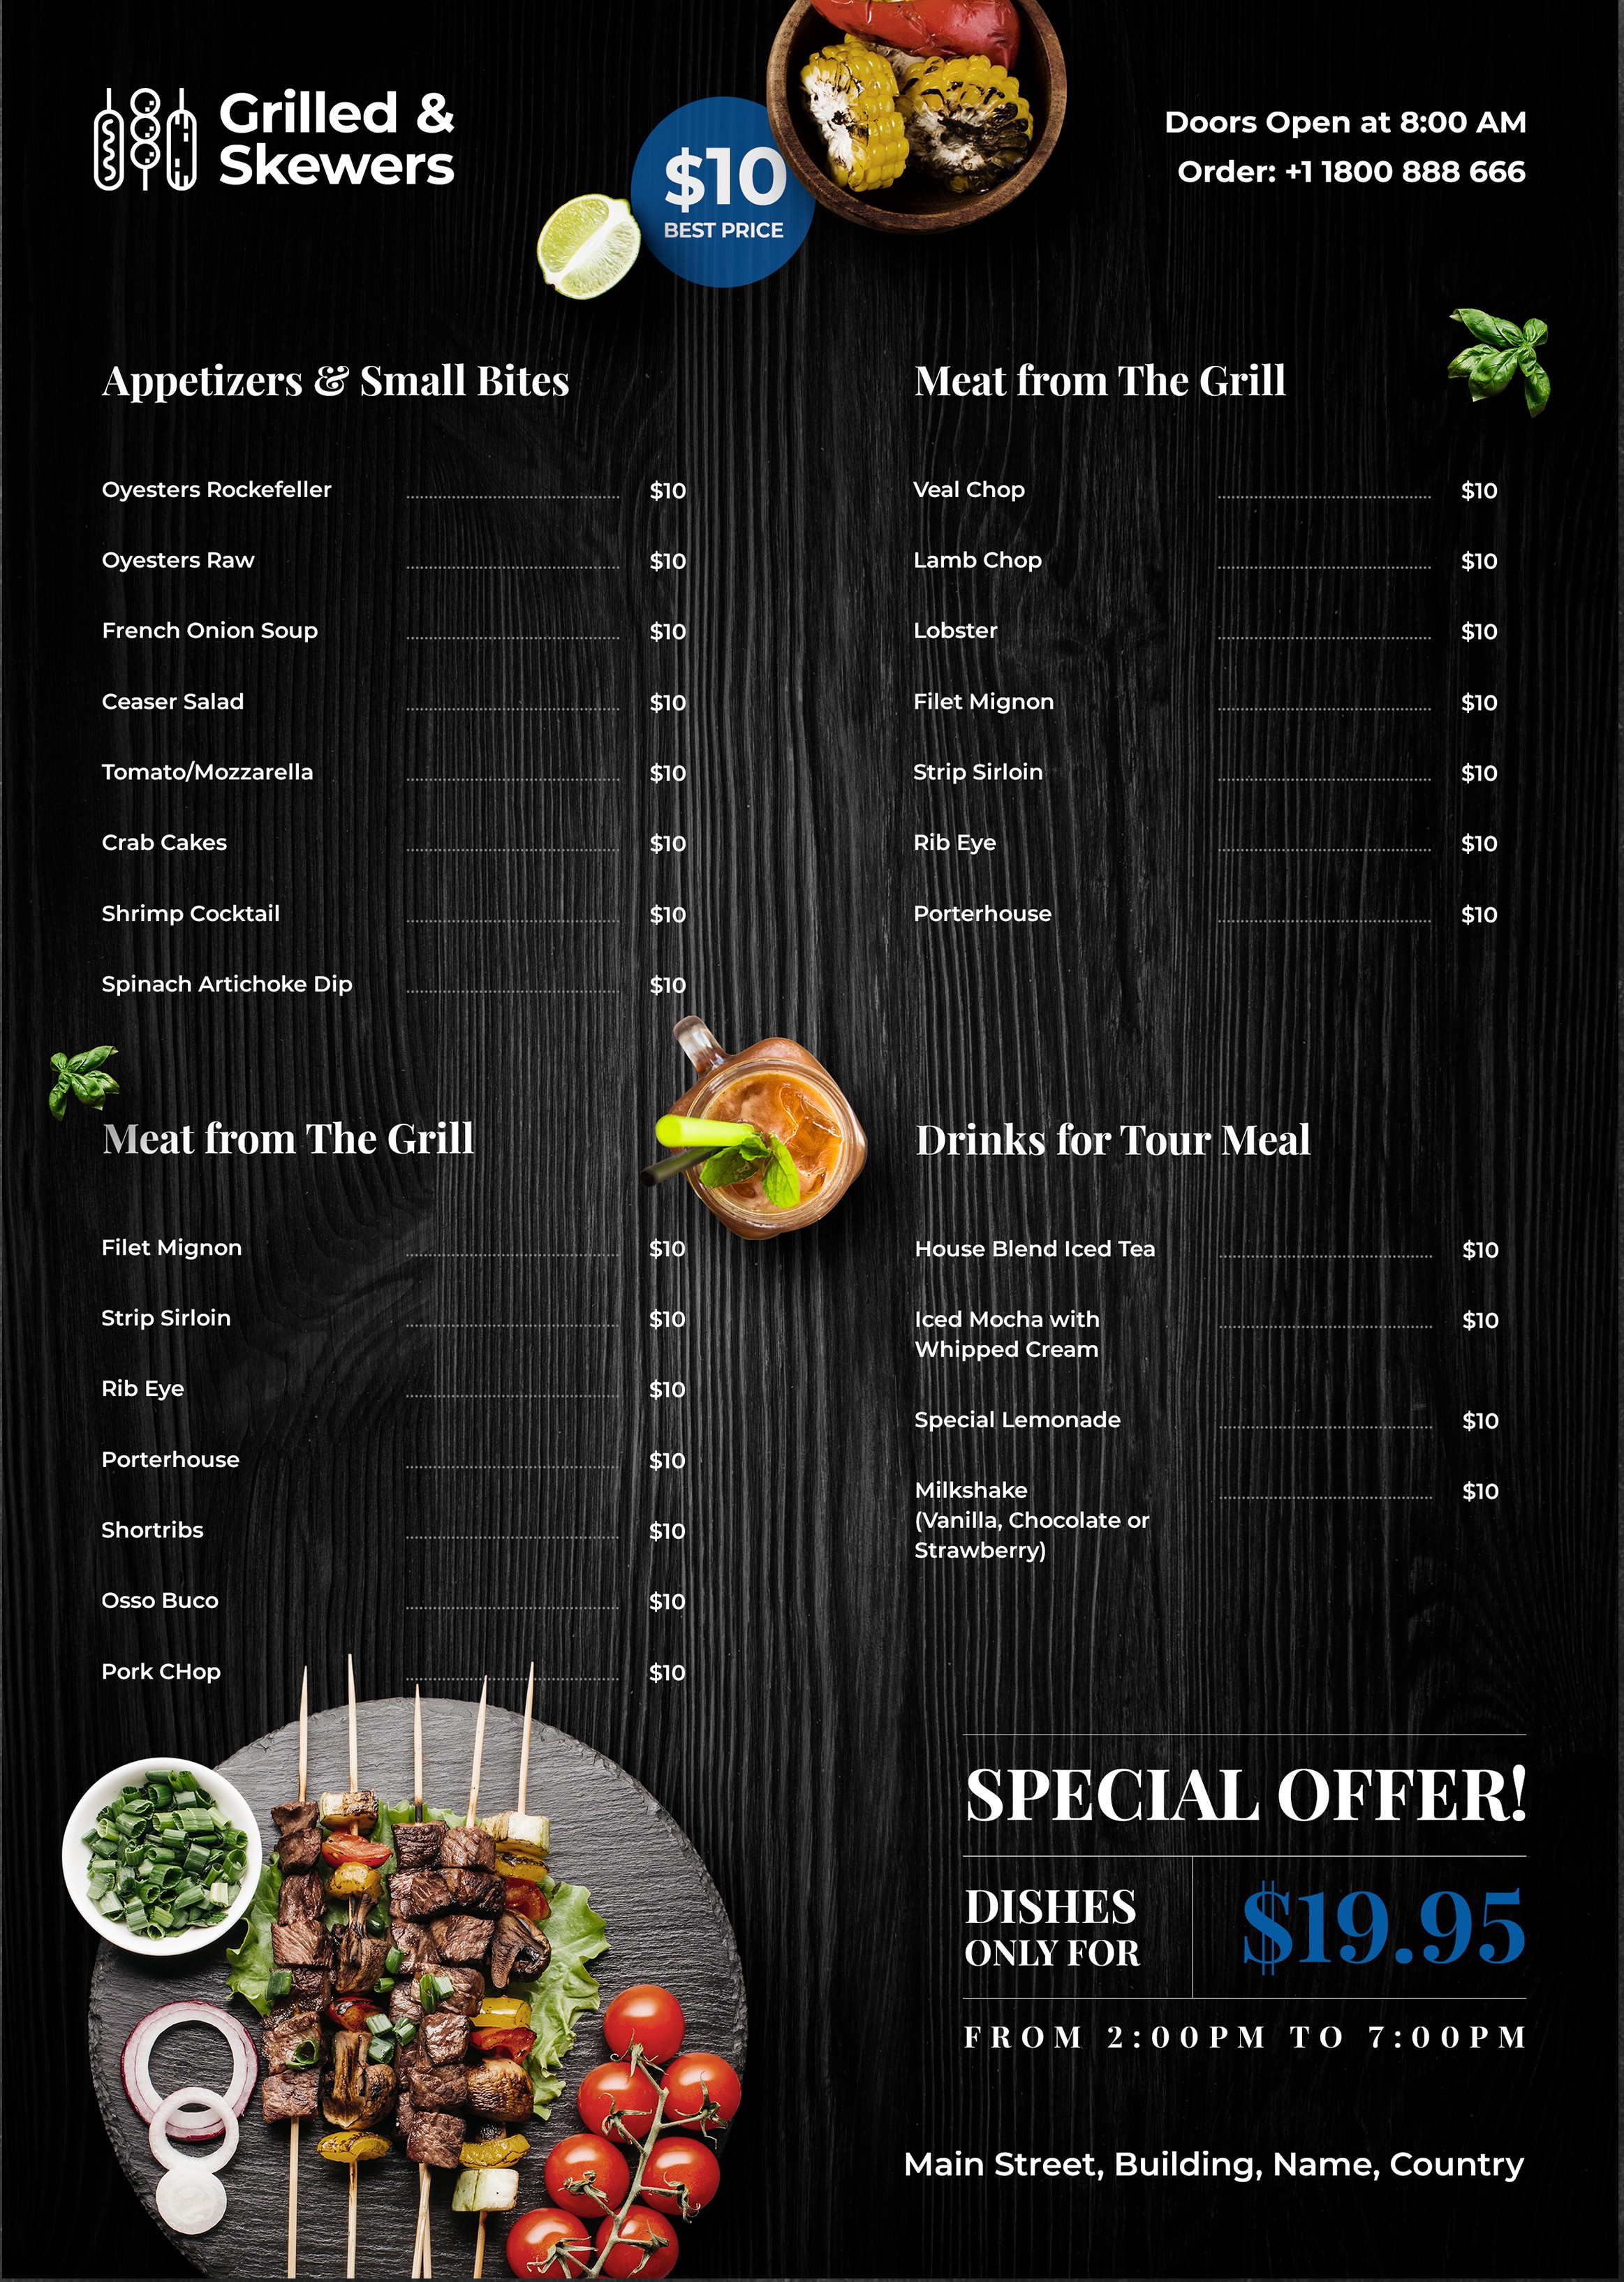 Grilled &
Skewers
$10
BEST PRICE
Doors Open at 8:00 AM
Order: +1 1800 888 666
Appetizers & Small Bites
Oyesters Rockefeller $10
Oyesters Raw $10
French Onion Soup $10
Ceaser Salad $10
Tomato/Mozzarella $10
Crab Cakes $10
Shrimp Cocktail $10
Spinach Artichoke Dip $10
Meat from The Grill
Veal Chop $10
Lamb Chop $10
Lobster $10
Filet Mignon $10
Strip Sirloin $10
Rib Eye $10
Porterhouse $10
Meat from The Grill
Filet Mignon $10
Strip Sirloin $10
Rib Eye $10
Porterhouse $10
Shortribs $10
Osso Buco $10
Pork CHop $10
Drinks for Tour Meal
House Blend Iced Tea $10
Iced Mocha with $10
Whipped Cream
Special Lemonade $10
Milkshake $10
(Vanilla, Chocolate or
Strawberry)
SPECIAL OFFER!
DISHES
ONLY FOR
$19.95
FROM 2:00PM TO 7:00PM
Main Street, Building, Name, Country